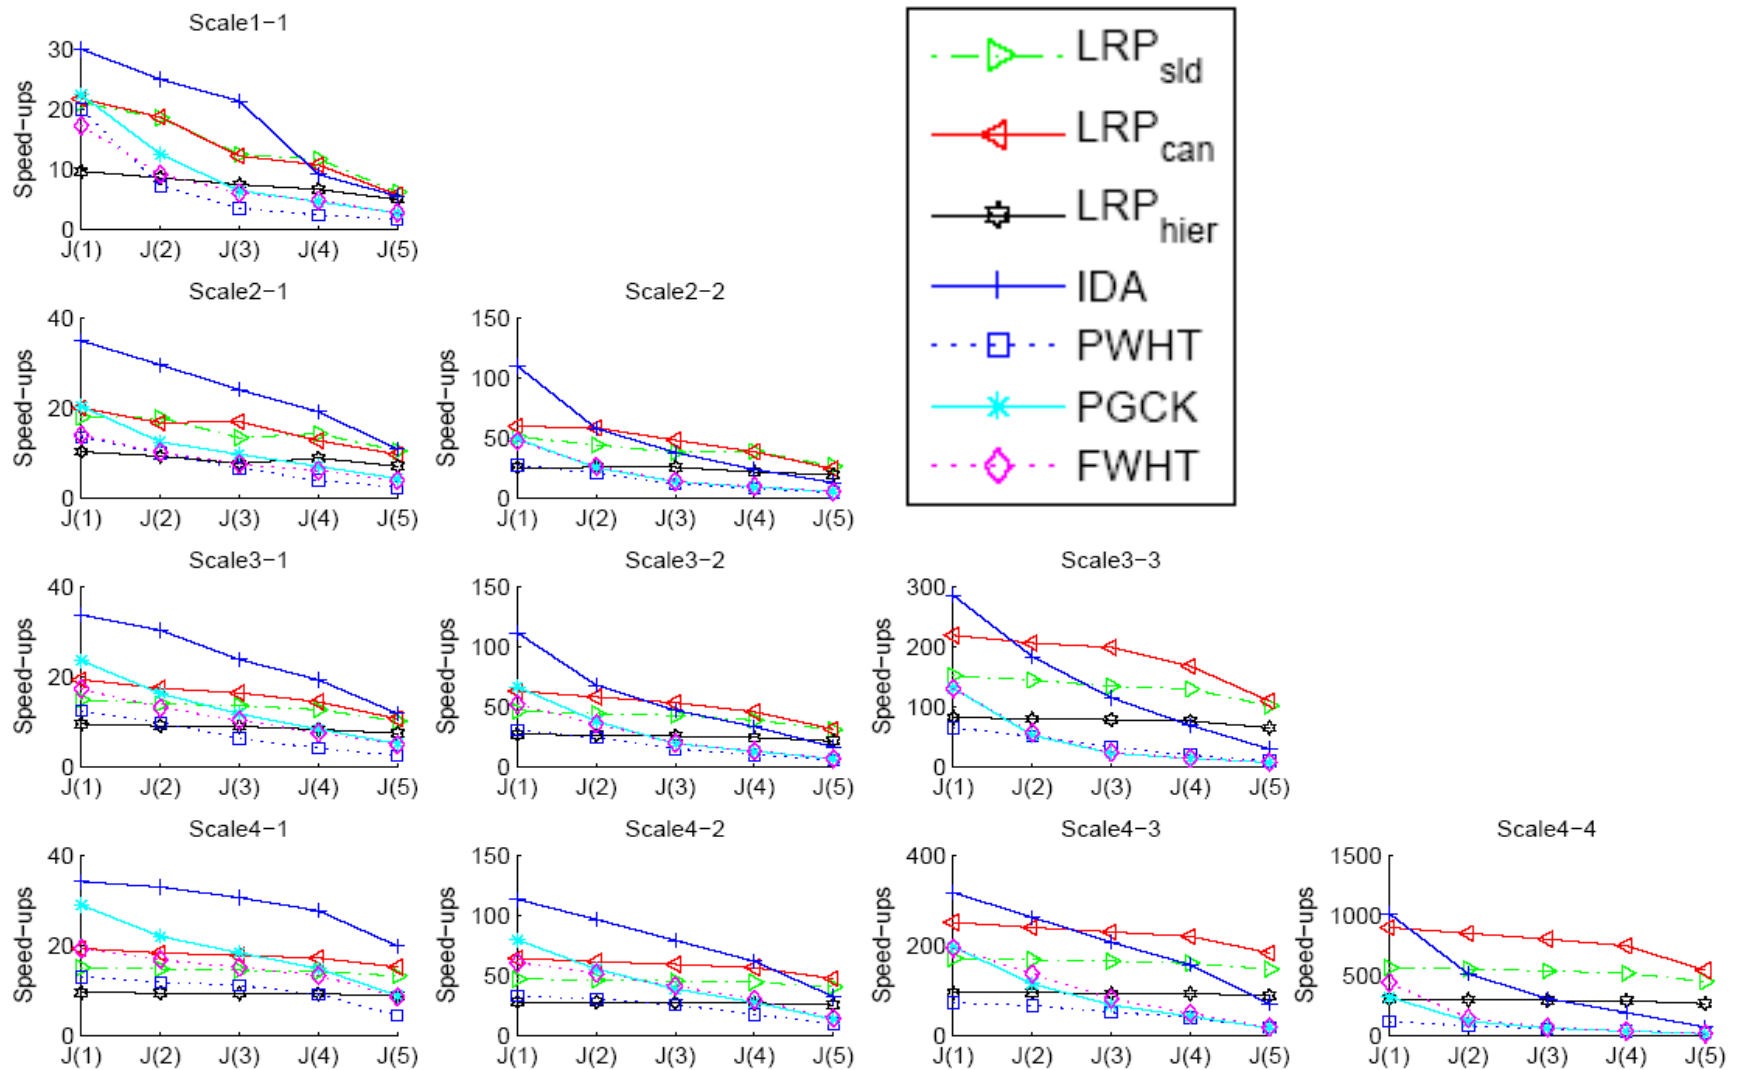 Scale1−1
Speed−ups
30
20
10
0
J(1) J(2) J(3) J(4) J(5)
LRP sld
LRP can
LRP hier
IDA
PWHT
PGCK
FWHT
Scale2−1
Speed−ups
40
20
0
J(1) J(2) J(3) J(4) J(5)
Scale2−2
Speed−ups
150
100
50
0
J(1) J(2) J(3) J(4) J(5)
Scale3−1
Speed−ups
40
20
0
J(1) J(2) J(3) J(4) J(5)
Scale3−2
Speed−ups
150
100
50
0
J(1) J(2) J(3) J(4) J(5)
Scale3−3
Speed−ups
300
200
100
0
J(1) J(2) J(3) J(4) J(5)
Scale4−1
Speed−ups
40
20
0
J(1) J(2) J(3) J(4) J(5)
Scale4−2
Speed−ups
150
100
50
0
J(1) J(2) J(3) J(4) J(5)
Scale4−3
Speed−ups
400
200
0
J(1) J(2) J(3) J(4) J(5)
Scale4−4
Speed−ups
1500
1000
500
0
J(1) J(2) J(3) J(4) J(5)